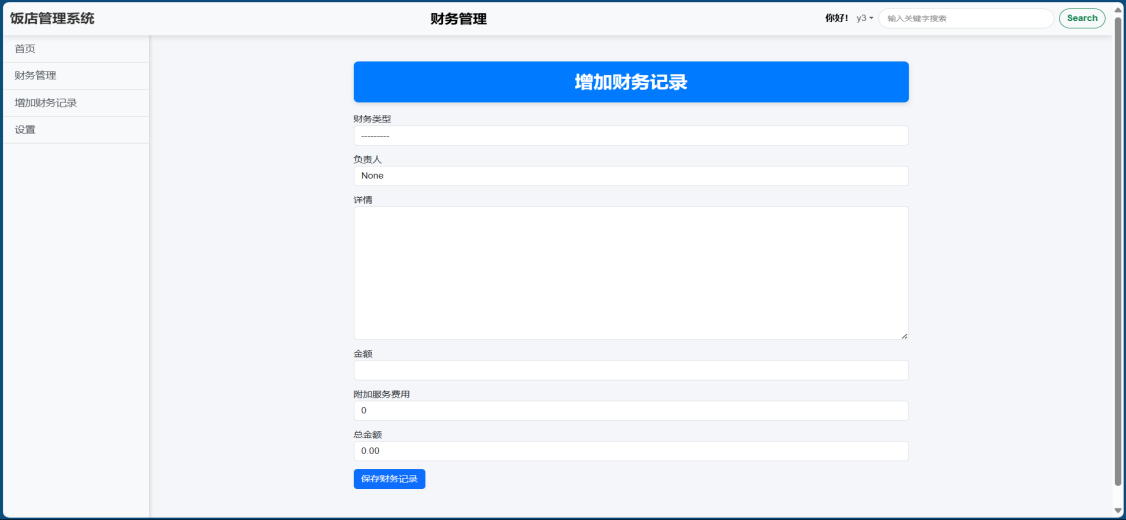 饭店管理系统
财务管理
你好! y3
输入关键字搜索
Search
首页
财务管理
增加财务记录
设置
增加财务记录
财务类型
---------
负责人
None
详情
金额
附加服务费用
0
总金额
0.00
保存财务记录